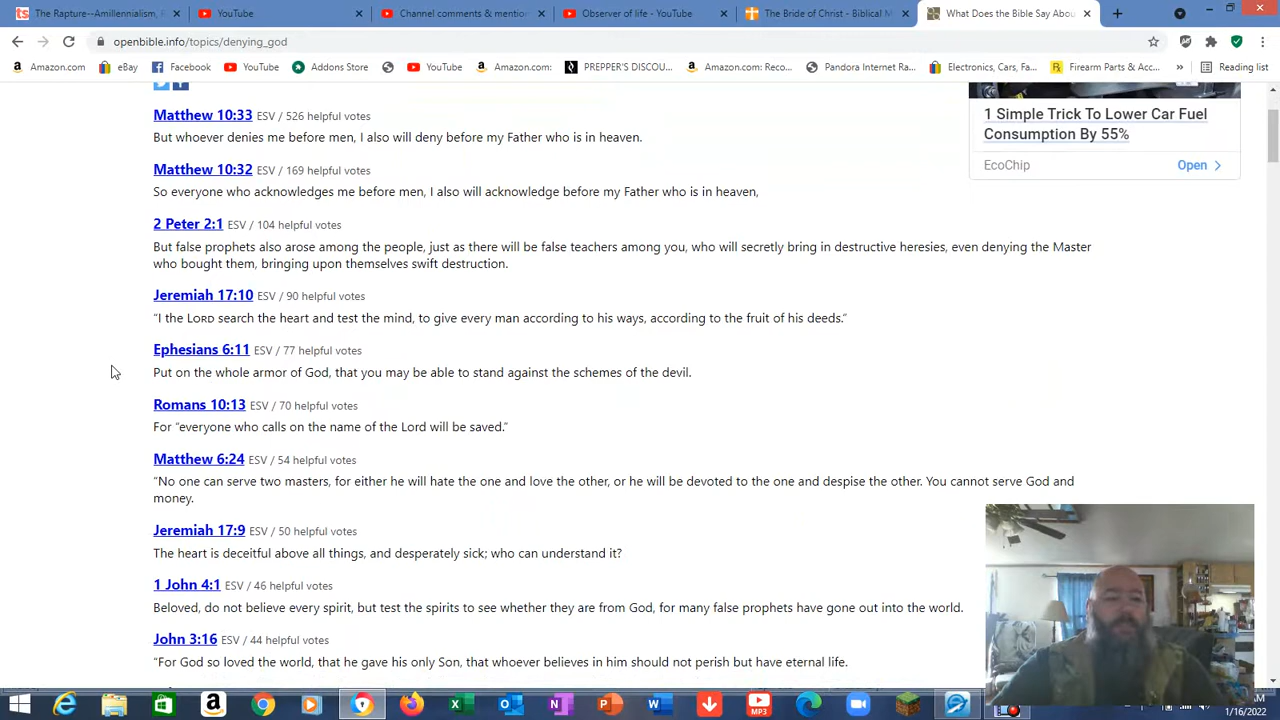 The Rapture--Amillennialism,
YouTube
Channel comments & mention
Observer of life - YouTube
The Bride of Christ - Biblical M
What Does the Bible Say Abou
openbible.info/topics/denying_god
Amazon.com
eBay
Facebook
YouTube
Addons Store
YouTube
Amazon.com:
PREPPER'S DISCOU...
Amazon.com: Reco...
Pandora Internet Ra...
Electronics, Cars, Fa...
Firearm Parts & Acc...
»
Reading list
Matthew 10:33 ESV / 526 helpful votes
But whoever denies me before men, I also will deny before my Father who is in heaven.
Matthew 10:32 ESV / 169 helpful votes
So everyone who acknowledges me before men, I also will acknowledge before my Father who is in heaven,
2 Peter 2:1 ESV / 104 helpful votes
But false prophets also arose among the people, just as there will be false teachers among you, who will secretly bring in destructive heresies, even denying the Master
who bought them, bringing upon themselves swift destruction.
Jeremiah 17:10 ESV / 90 helpful votes
“I the LORD search the heart and test the mind, to give every man according to his ways, according to the fruit of his deeds.”
Ephesians 6:11 ESV / 77 helpful votes
Put on the whole armor of God, that you may be able to stand against the schemes of the devil.
Romans 10:13 ESV / 70 helpful votes
For “everyone who calls on the name of the Lord will be saved.”
Matthew 6:24 ESV / 54 helpful votes
“No one can serve two masters, for either he will hate the one and love the other, or he will be devoted to the one and despise the other. You cannot serve God and
money.
Jeremiah 17:9 ESV / 50 helpful votes
The heart is deceitful above all things, and desperately sick; who can understand it?
1 John 4:1 ESV / 46 helpful votes
Beloved, do not believe every spirit, but test the spirits to see whether they are from God, for many false prophets have gone out into the world.
John 3:16 ESV / 44 helpful votes
“For God so loved the world, that he gave his only Son, that whoever believes in him should not perish but have eternal life.
1 Simple Trick To Lower Car Fuel
Consumption By 55%
EcoChip
Open
MP3
1/16/2022